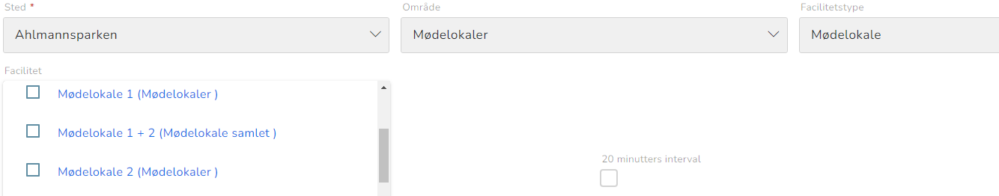 Sted *
Område
Facilitetstype
Ahlmannsparken
Mødelokaler
Mødelokale
Facilitet
Mødelokale 1 (Mødelokaler )
Mødelokale 1 + 2 (Mødelokale samlet )
Mødelokale 2 (Mødelokaler )
20 minutters interval